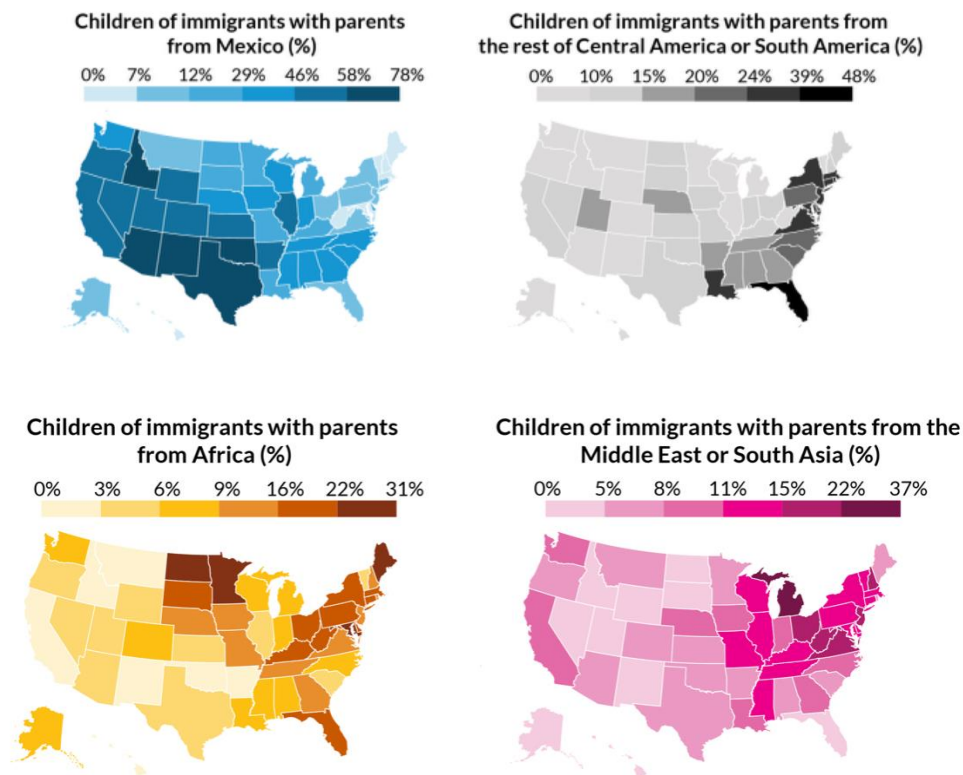 Children of immigrants with parents
from Mexico (%)
0% 7% 12% 29% 46% 58% 78%
Children of immigrants with parents from
the rest of Central America or South America (%)
0% 10% 15% 20% 24% 39% 48%
Children of immigrants with parents
from Africa (%)
0% 3% 6% 9% 16% 22% 31%
Children of immigrants with parents from the
Middle East or South Asia (%)
0% 5% 8% 11% 15% 22% 37%